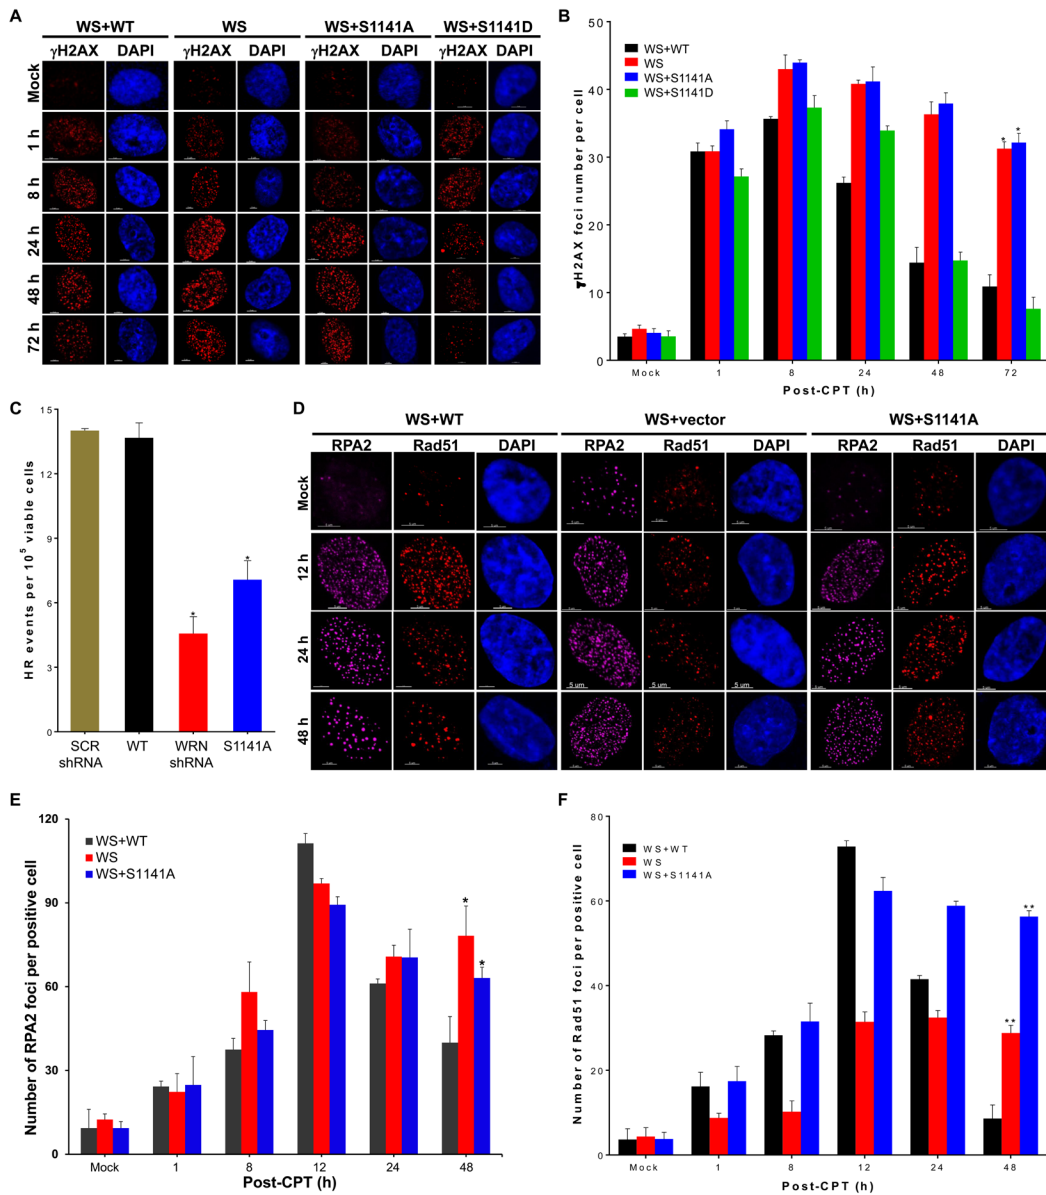 A
WS+WT WS WS+S1141A WS+S1141D
γH2AX DAPI γH2AX DAPI γH2AX DAPI γH2AX DAPI
Mock
1 h
8 h
24 h
48 h
72 h
B
γH2AX foci number per cell
50
40
30
20
10
0
WS+WT
WS
WS+S1141A
WS+S1141D
* *
Mock 1 8 24 48 72
Post-CPT (h)
C
HR events per 10^5 viable cells
15
12
9
6
3
0
* *
SCR shRNA
WT
WRN shRNA
S1141A
D
WS+WT WS+vector WS+S1141A
RPA2 Rad51 DAPI RPA2 Rad51 DAPI RPA2 Rad51 DAPI
Mock
12 h
24 h
5 um 5 um 5 um
48 h
E
Number of RPA2 foci per positive cell
120
90
60
30
0
WS+WT
WS
WS+S1141A
* *
Mock 1 8 12 24 48
Post-CPT (h)
F
Number of Rad51 foci per positive cell
80
60
40
20
0
WS+WT
WS
WS+S1141A
** **
Mock 1 8 12 24 48
Post-CPT (h)